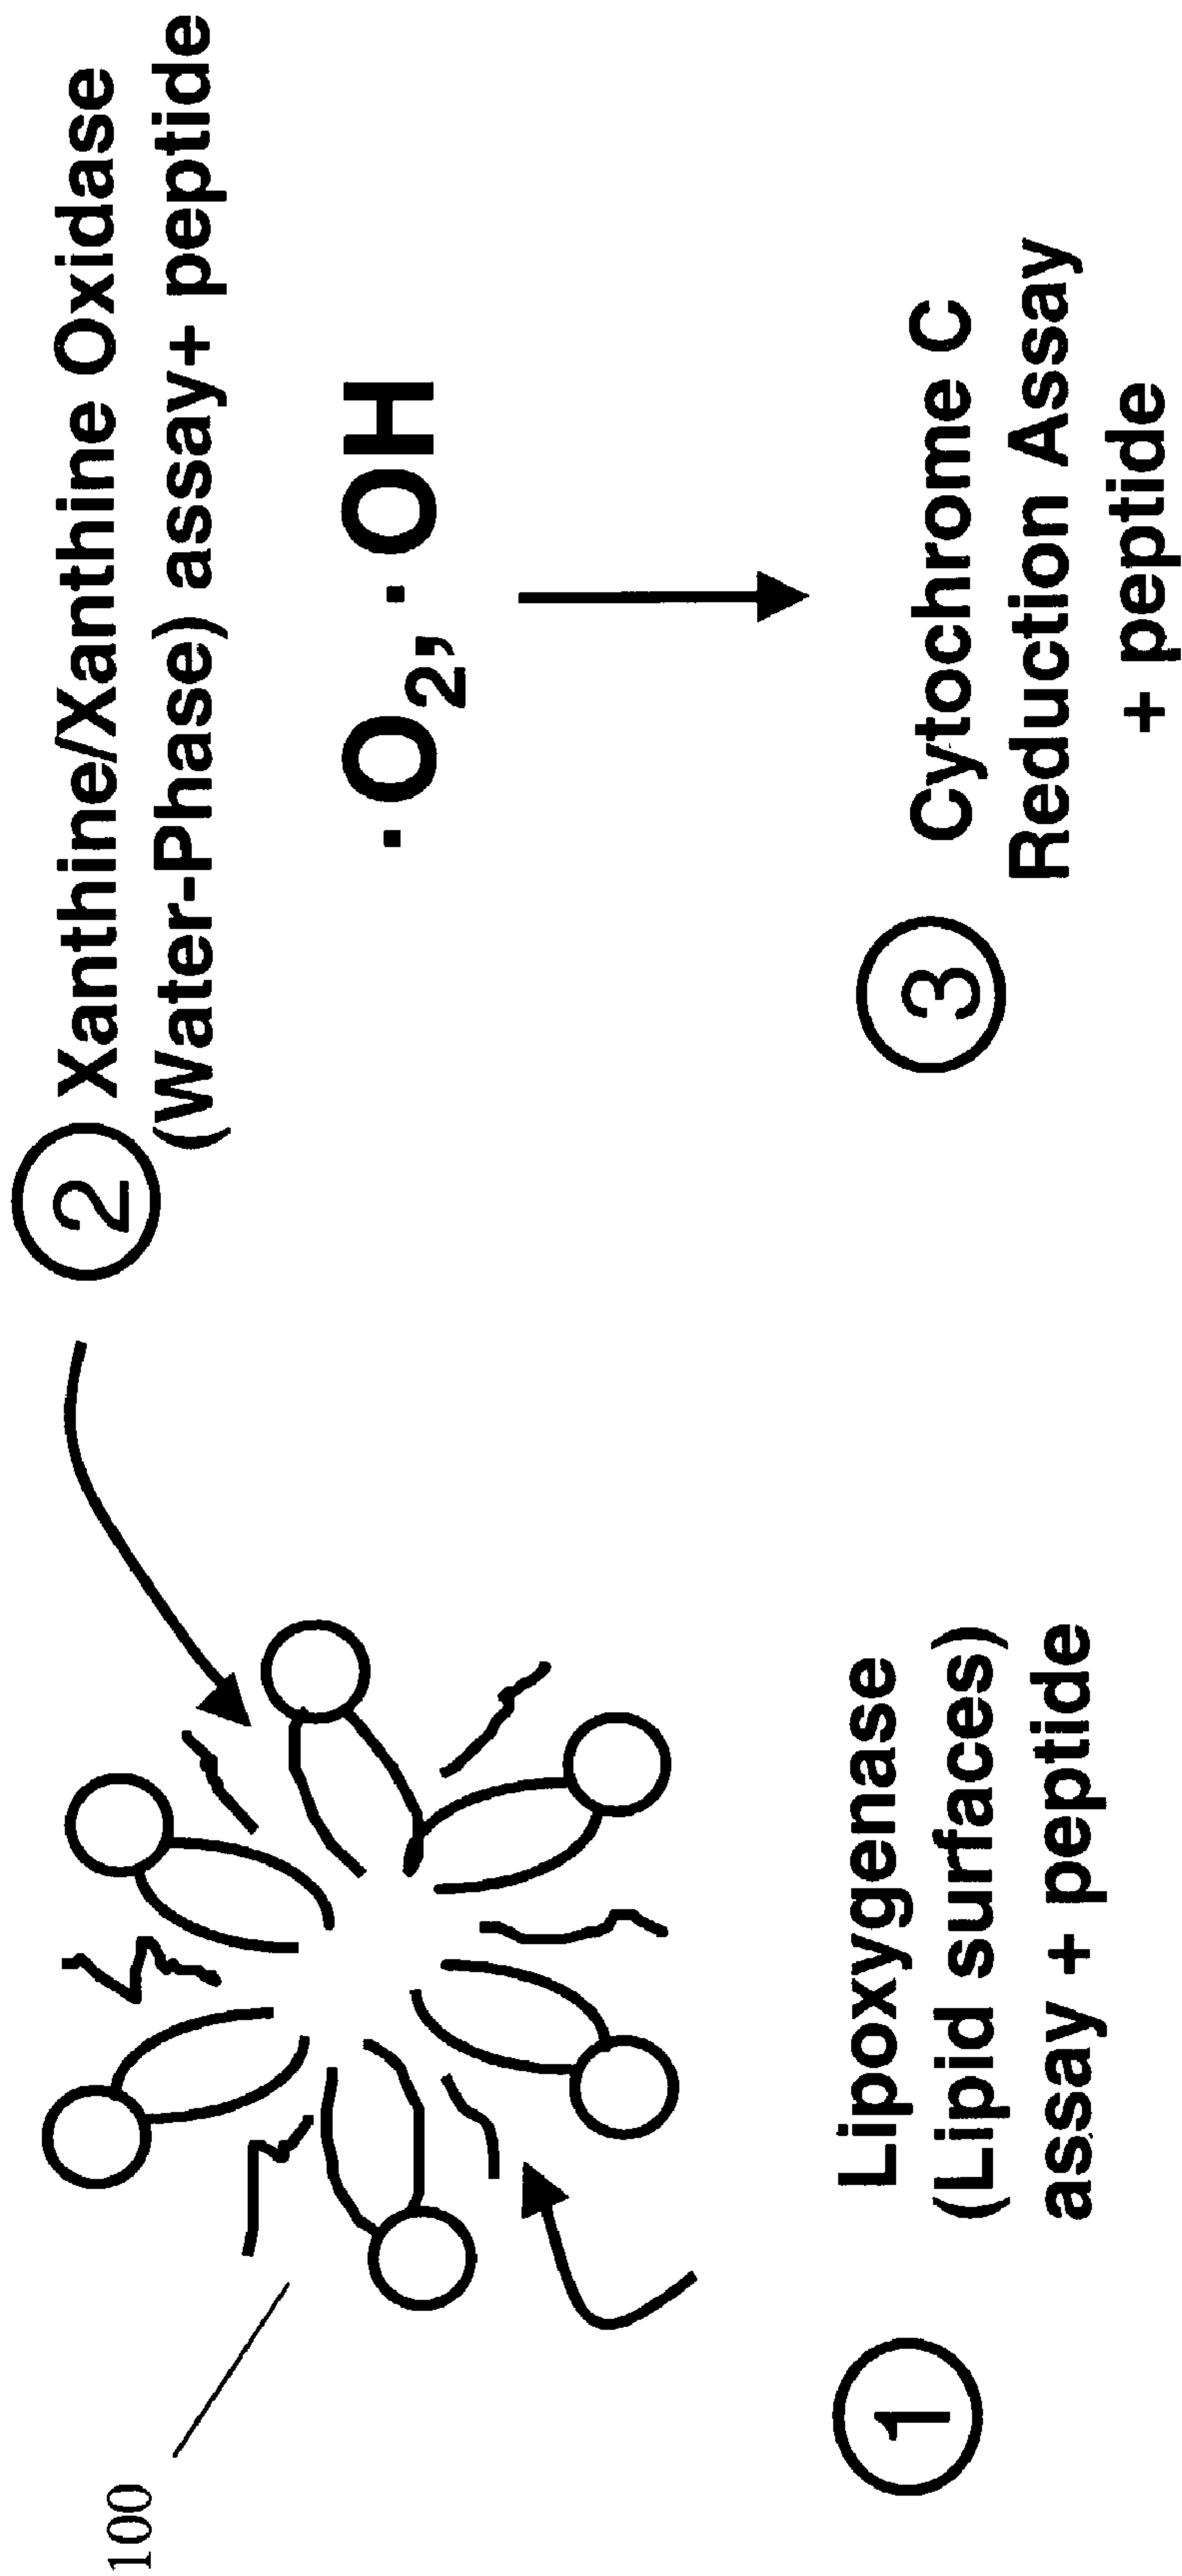 100
② Xanthine/Xanthine Oxidase
(Water-Phase) assay+ peptide
·O₂, ·OH
① Lipoxygenase
(Lipid surfaces)
assay + peptide
③ Cytochrome C
Reduction Assay
+ peptide